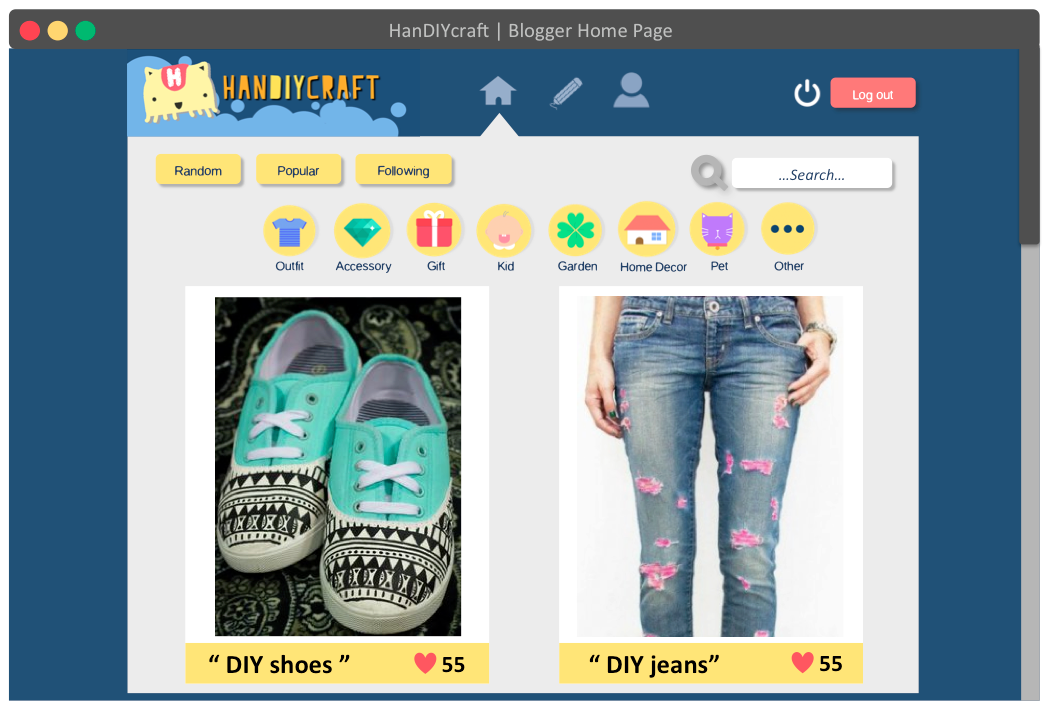 HanDIYcraft | Blogger Home Page
H
HANDIYCRAFT
Log out
Random
Popular
Following
...Search...
Outfit
Accessory
Gift
Kid
Garden
Home Decor
Pet
Other
“ DIY shoes ”
55
“ DIY jeans”
55